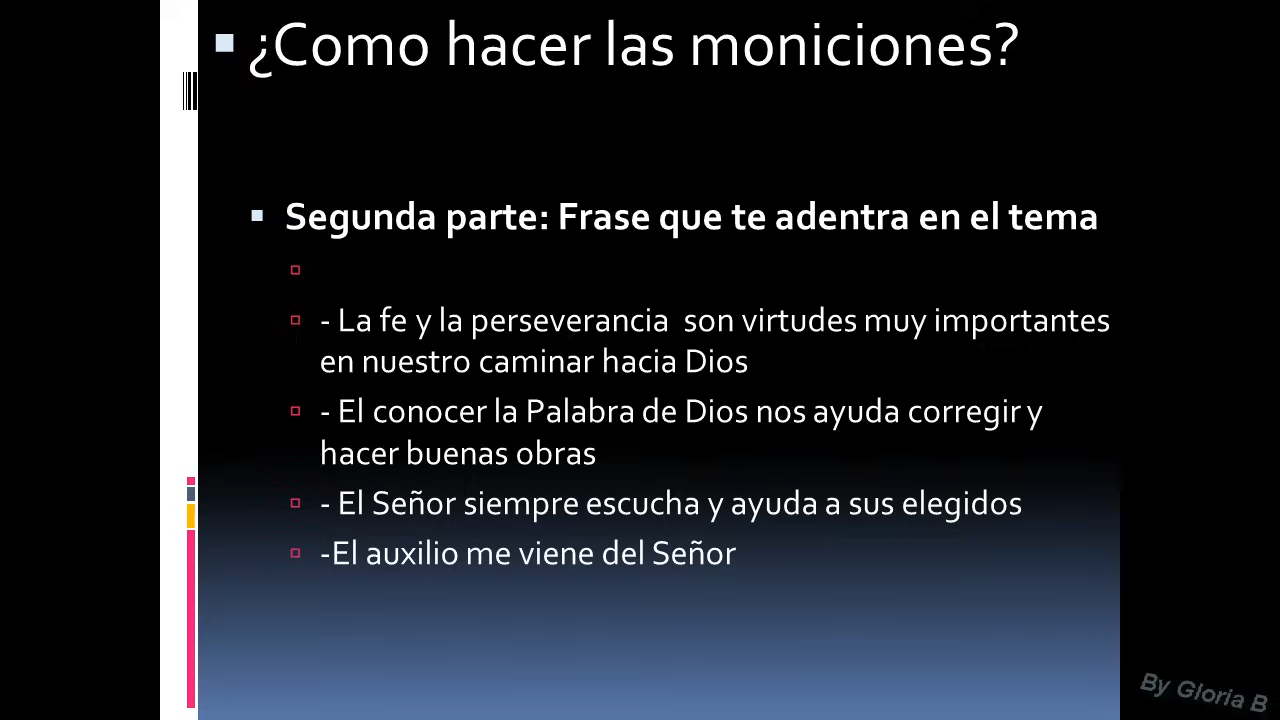 ¿Como hacer las moniciones?
Segunda parte: Frase que te adentra en el tema
- La fe y la perseverancia  son virtudes muy importantes
en nuestro caminar hacia Dios
- El conocer la Palabra de Dios nos ayuda corregir y
hacer buenas obras
- El Señor siempre escucha y ayuda a sus elegidos
-El auxilio me viene del Señor
By Gloria B